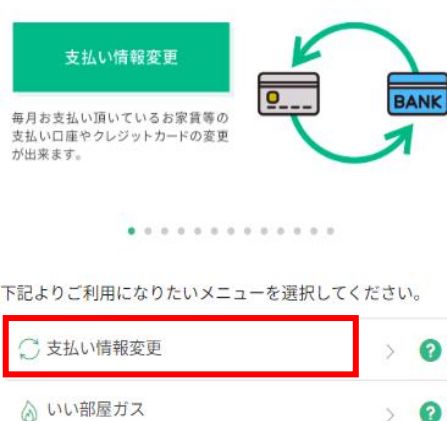 支払い情報変更
BANK
毎月お支払い頂いているお家賃等の
支払い口座やクレジットカードの変更
が出来ます。
下記よりご利用になりたいメニューを選択してください。
支払い情報変更
?
いい部屋ガス
?